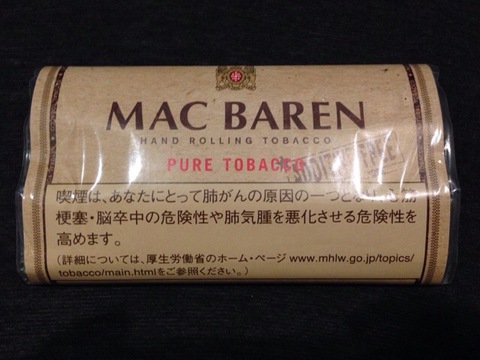 MAC BAREN
HAND ROLLING TOBACCO
PURE TOBACCO
ADDITIVE FREE
喫煙は、あなたにとって肺がんの原因の一つとなり、心筋
梗塞・脳卒中の危険性や肺気腫を悪化させる危険性を
高めます。
(詳細については、厚生労働省のホーム・ページ www.mhlw.go.jp/topics/
tobacco/main.htmlをご参照ください。)